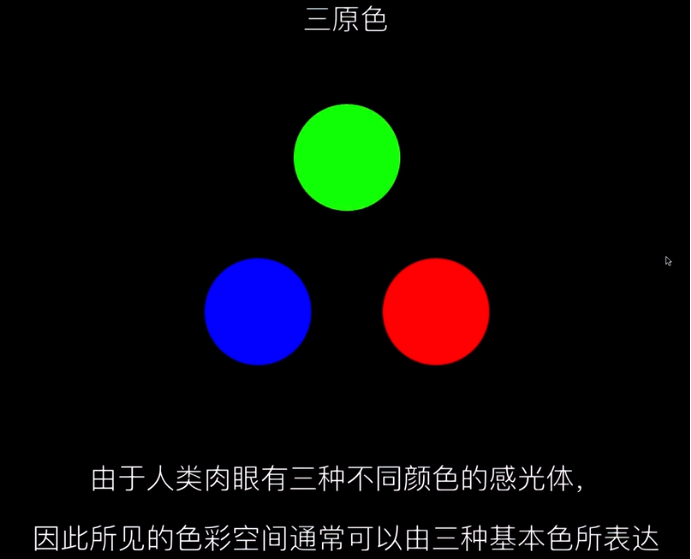 三原色
由于人类肉眼有三种不同颜色的感光体，
因此所见的色彩空间通常可以由三种基本色所表达